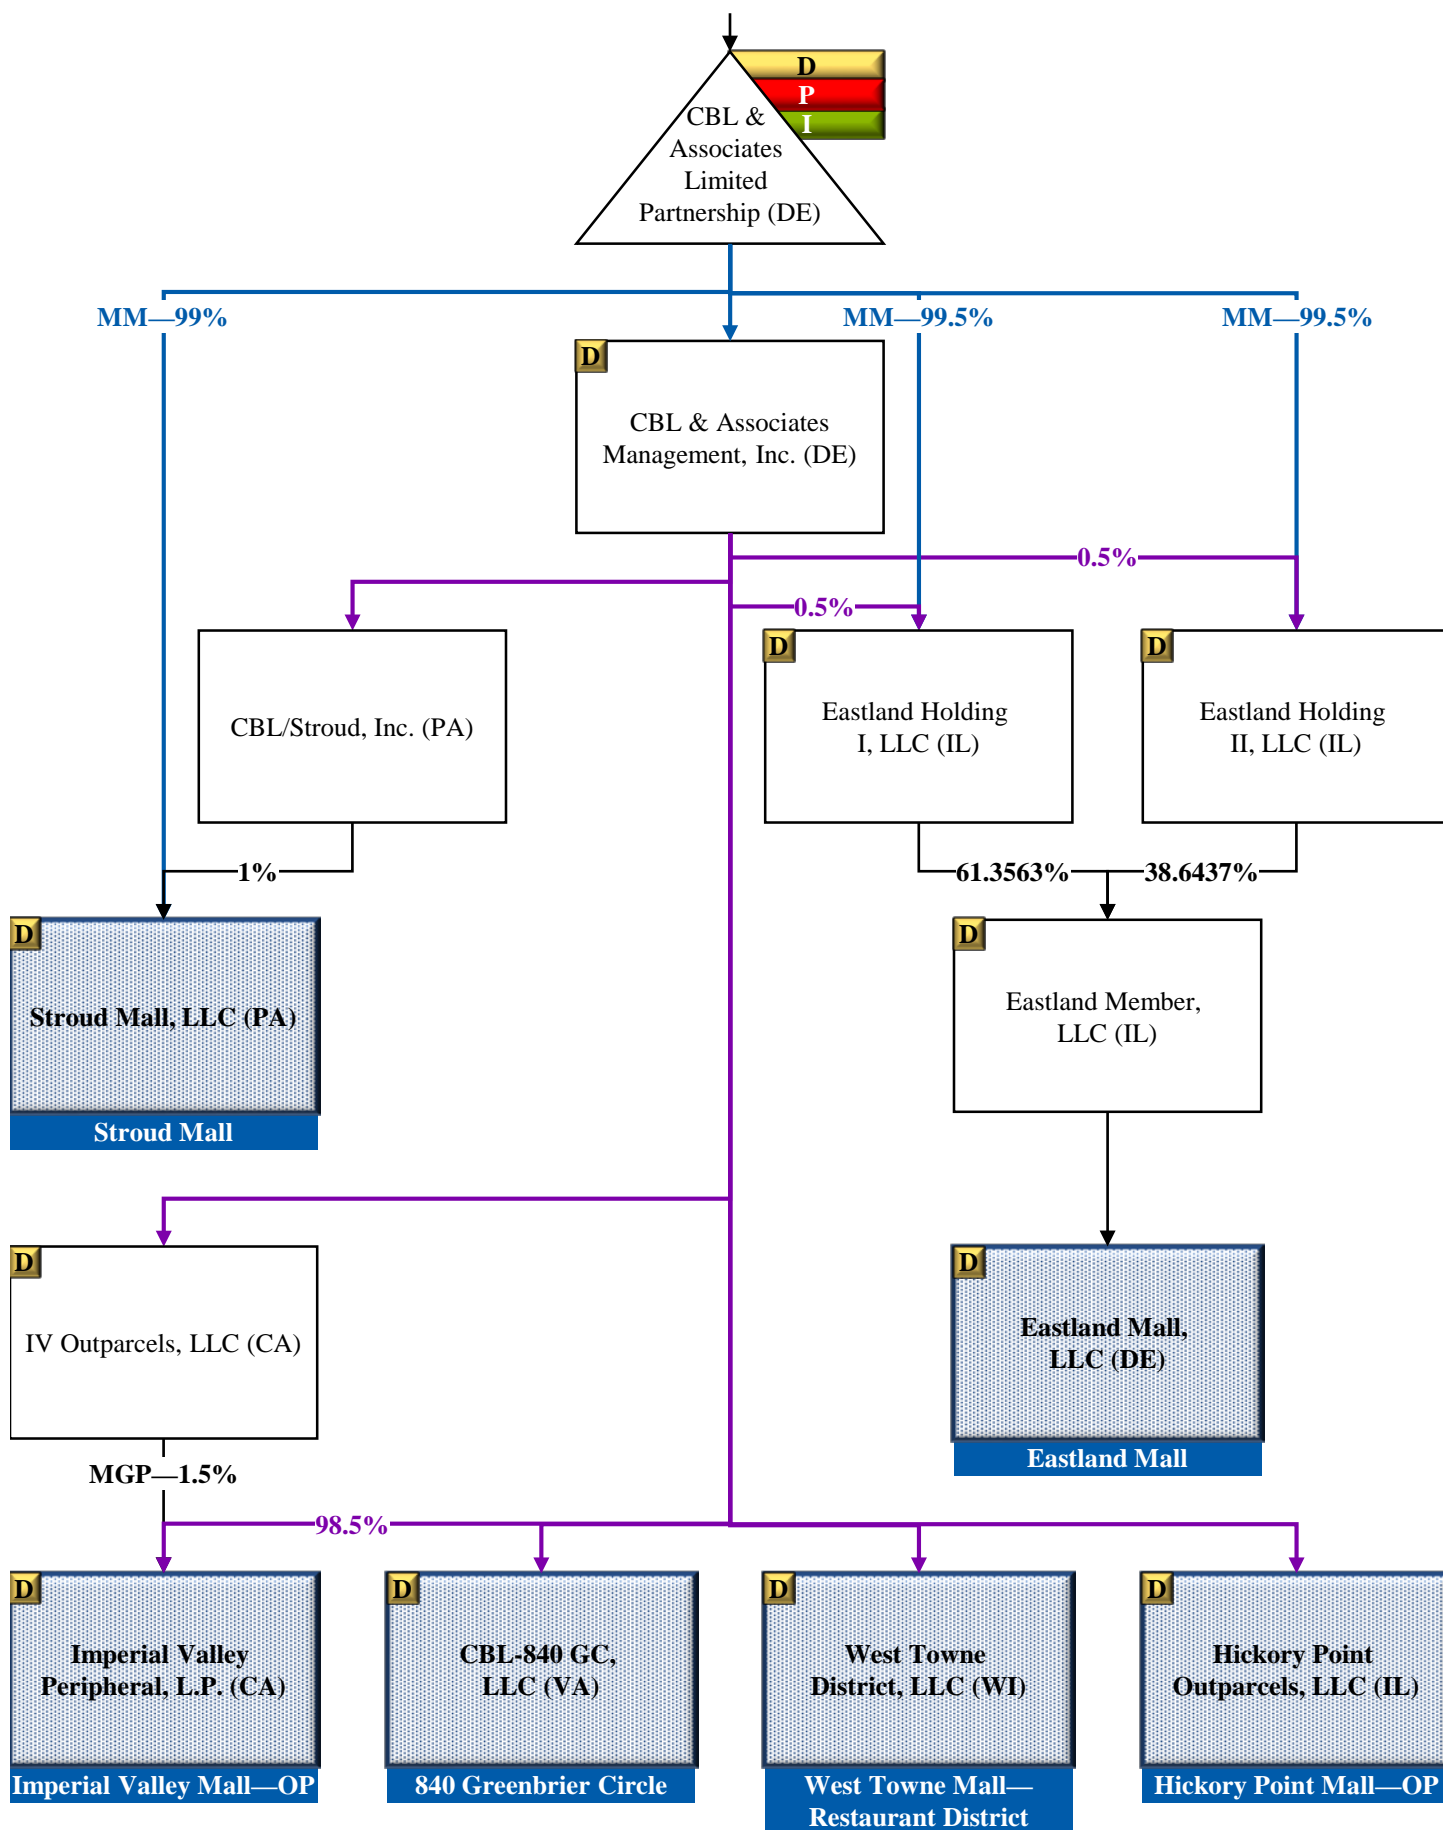 D
P
I
CBL &
Associates
Limited
Partnership (DE)
MM—99%
MM—99.5%
MM—99.5%
D
CBL & Associates
Management, Inc. (DE)
0.5%
0.5%
CBL/Stroud, Inc. (PA)
D
Eastland Holding
I, LLC (IL)
D
Eastland Holding
II, LLC (IL)
1%
61.3563%
38.6437%
D
Stroud Mall, LLC (PA)
Stroud Mall
D
Eastland Member,
LLC (IL)
D
IV Outparcels, LLC (CA)
D
Eastland Mall,
LLC (DE)
Eastland Mall
MGP—1.5%
98.5%
D
Imperial Valley
Peripheral, L.P. (CA)
Imperial Valley Mall—OP
D
CBL-840 GC,
LLC (VA)
840 Greenbrier Circle
D
West Towne
District, LLC (WI)
West Towne Mall—
Restaurant District
D
Hickory Point
Outparcels, LLC (IL)
Hickory Point Mall—OP